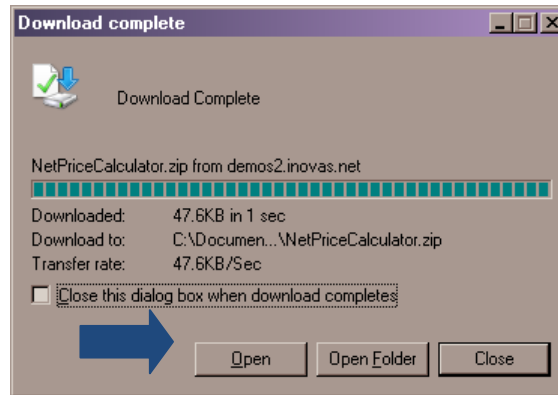 Download complete
Download Complete
NetPriceCalculator.zip from demos2.inovas.net
Downloaded: 47.6KB in 1 sec
Download to: C:\Documen...\NetPriceCalculator.zip
Transfer rate: 47.6KB/Sec
Close this dialog box when download completes
Open Open Folder Close